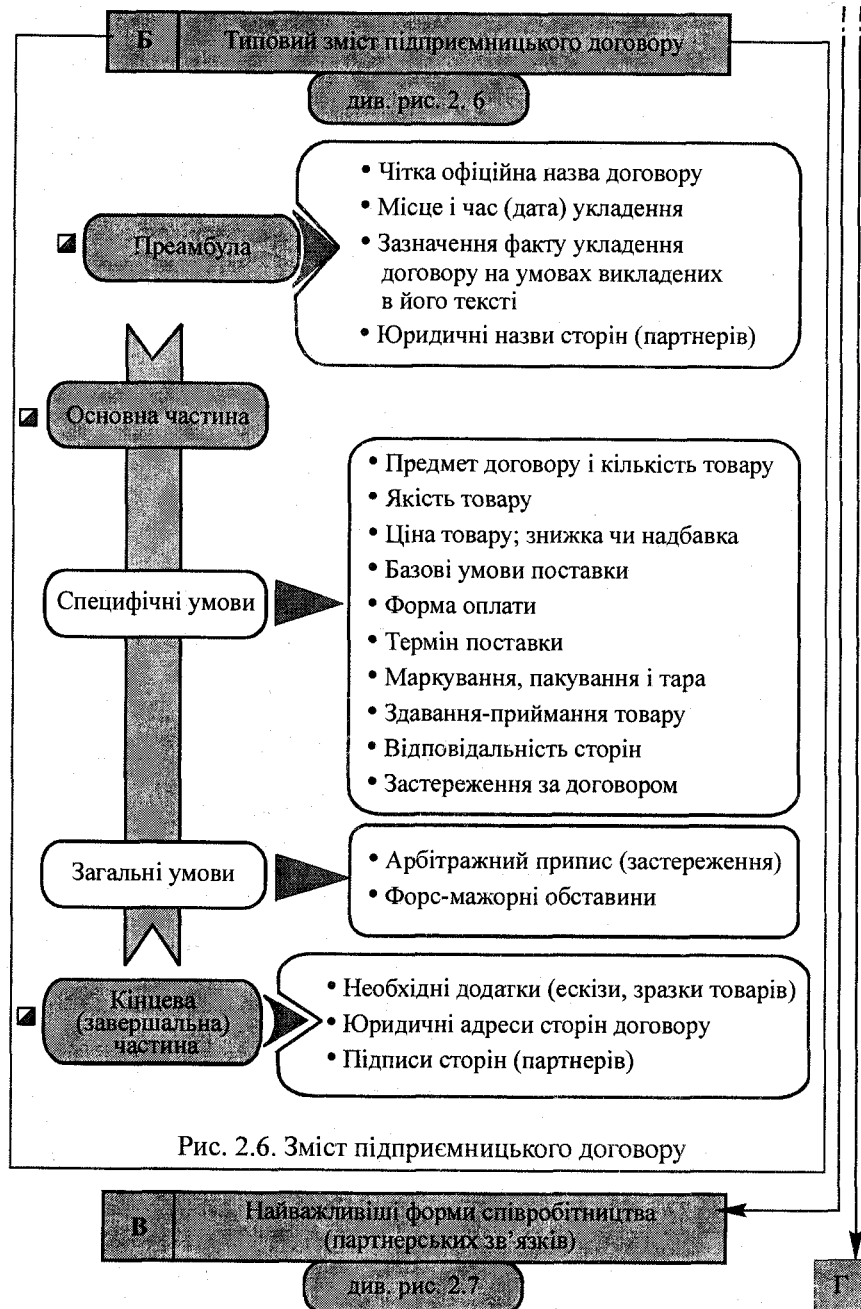 Б Типовий зміст підприємницького договору
див. рис. 2. 6
Преамбула
• Чітка офіційна назва договору
• Місце і час (дата) укладення
• Зазначення факту укладення
договору на умовах викладених
в його тексті
• Юридичні назви сторін (партнерів)
Основна частина
Специфічні умови
• Предмет договору і кількість товару
• Якість товару
• Ціна товару; знижка чи надбавка
• Базові умови поставки
• Форма оплати
• Термін поставки
• Маркування, пакування і тара
• Здавання-приймання товару
• Відповідальність сторін
• Застереження за договором
Загальні умови
• Арбітражний припис (застереження)
• Форс-мажорні обставини
Кінцева
(завершальна)
частина
• Необхідні додатки (ескізи, зразки товарів)
• Юридичні адреси сторін договору
• Підписи сторін (партнерів)
Рис. 2.6. Зміст підприємницького договору
В Найважливіші форми співробітництва
(партнерських зв’язків)
див. рис. 2.7
Г